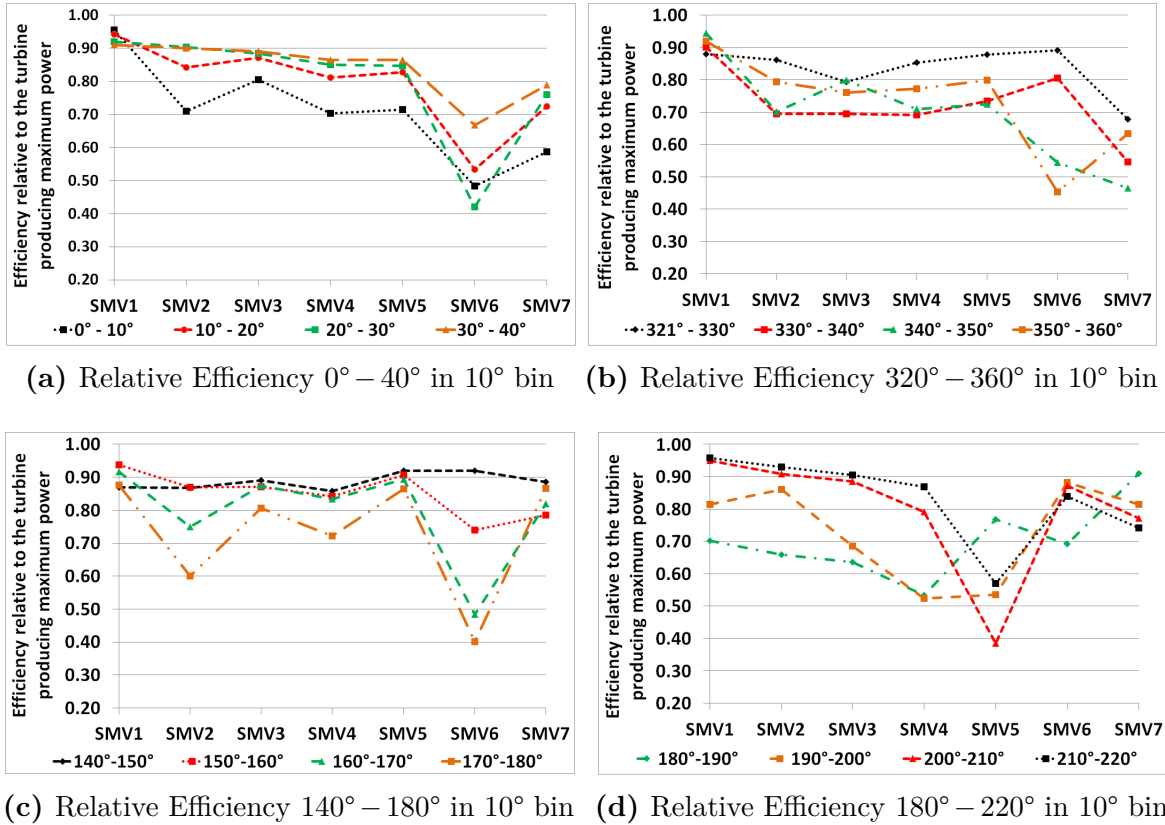 Efficiency relative to the turbine
producing maximum power
1.00
0.90
0.80
0.70
0.60
0.50
0.40
0.30
0.20
SMV1 SMV2 SMV3 SMV4 SMV5 SMV6 SMV7
0° - 10° 10° - 20° 20° - 30° 30° - 40°
(a) Relative Efficiency 0° – 40° in 10° bin
Efficiency relative to the turbine
producing maximum power
1.00
0.90
0.80
0.70
0.60
0.50
0.40
0.30
0.20
SMV1 SMV2 SMV3 SMV4 SMV5 SMV6 SMV7
321° - 330° 330° - 340° 340° - 350° 350° - 360°
(b) Relative Efficiency 320° – 360° in 10° bin
Efficiency relative to the turbine
producing maximum power
1.00
0.90
0.80
0.70
0.60
0.50
0.40
0.30
0.20
SMV1 SMV2 SMV3 SMV4 SMV5 SMV6 SMV7
140°-150° 150°-160° 160°-170° 170°-180°
(c) Relative Efficiency 140° – 180° in 10° bin
Efficiency relative to the turbine
producing maximum power
1.00
0.90
0.80
0.70
0.60
0.50
0.40
0.30
0.20
SMV1 SMV2 SMV3 SMV4 SMV5 SMV6 SMV7
180°-190° 190°-200° 200°-210° 210°-220°
(d) Relative Efficiency 180° – 220° in 10° bin